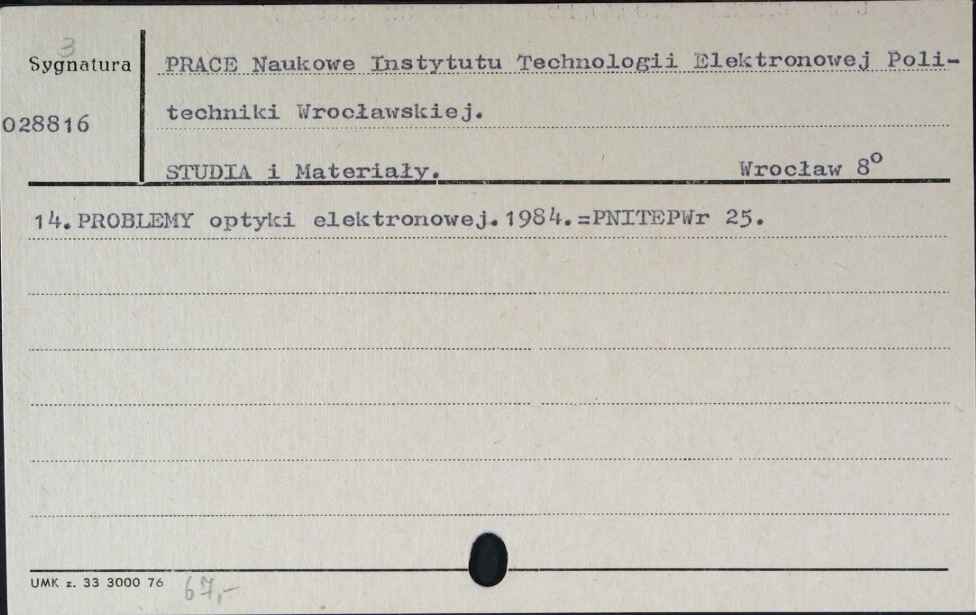 3
Sygnatura
PRACE Naukowe Instytutu Technologii Elektronowej Poli-
028816
techniki Wrocławskiej.
STUDIA i Materiały. Wrocław 8°
14. PROBLEMY optyki elektronowej. 1984. =PNITEPWr 25.
UMK z. 33 3000 76
67,-